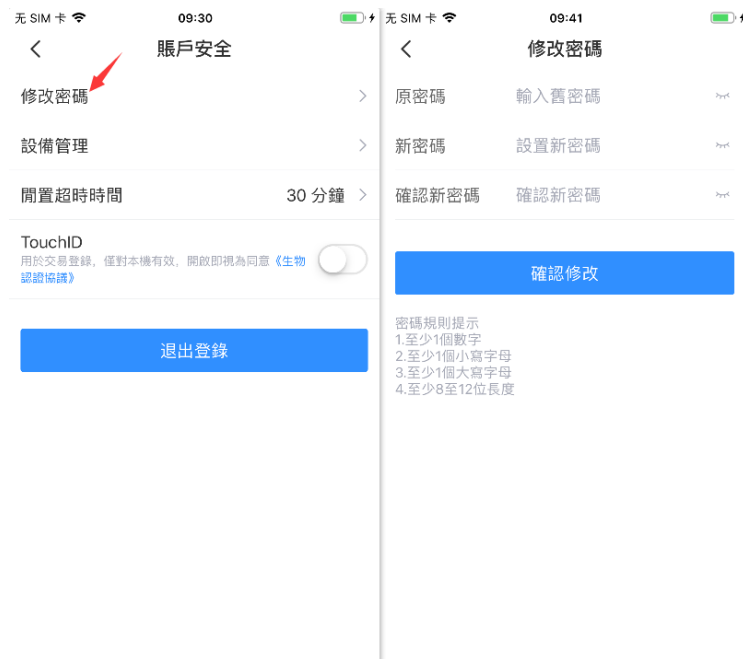 无 SIM 卡
09:30
賬戶安全
修改密碼
設備管理
閒置超時時間
30 分鐘
TouchID
用於交易登錄，僅對本機有效，開啟即視為同意《生物
認證協議》
退出登錄
无 SIM 卡
09:41
修改密碼
原密碼
輸入舊密碼
新密碼
設置新密碼
確認新密碼
確認新密碼
確認修改
密碼規則提示
1.至少1個數字
2.至少1個小寫字母
3.至少1個大寫字母
4.至少8至12位長度